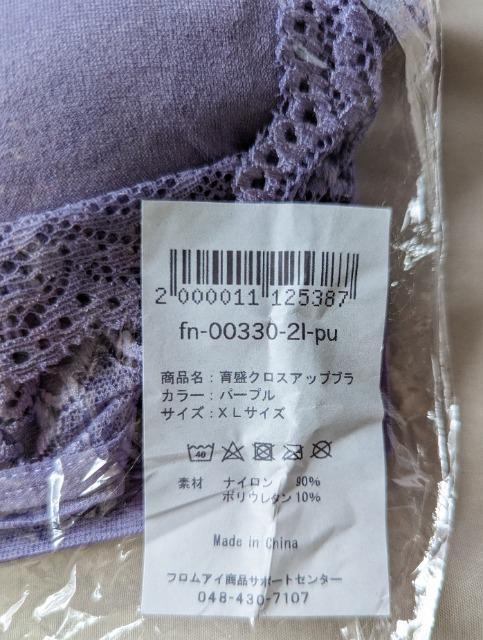 2 000011 125387
fn-00330-2l-pu
商品名：育盛クロスアップブラ
カラー：パープル
サイズ：ＸＬサイズ
40
素材 ナイロン 90%
ポリウレタン 10%
Made in China
フロムアイ商品サポートセンター
048-430-7107